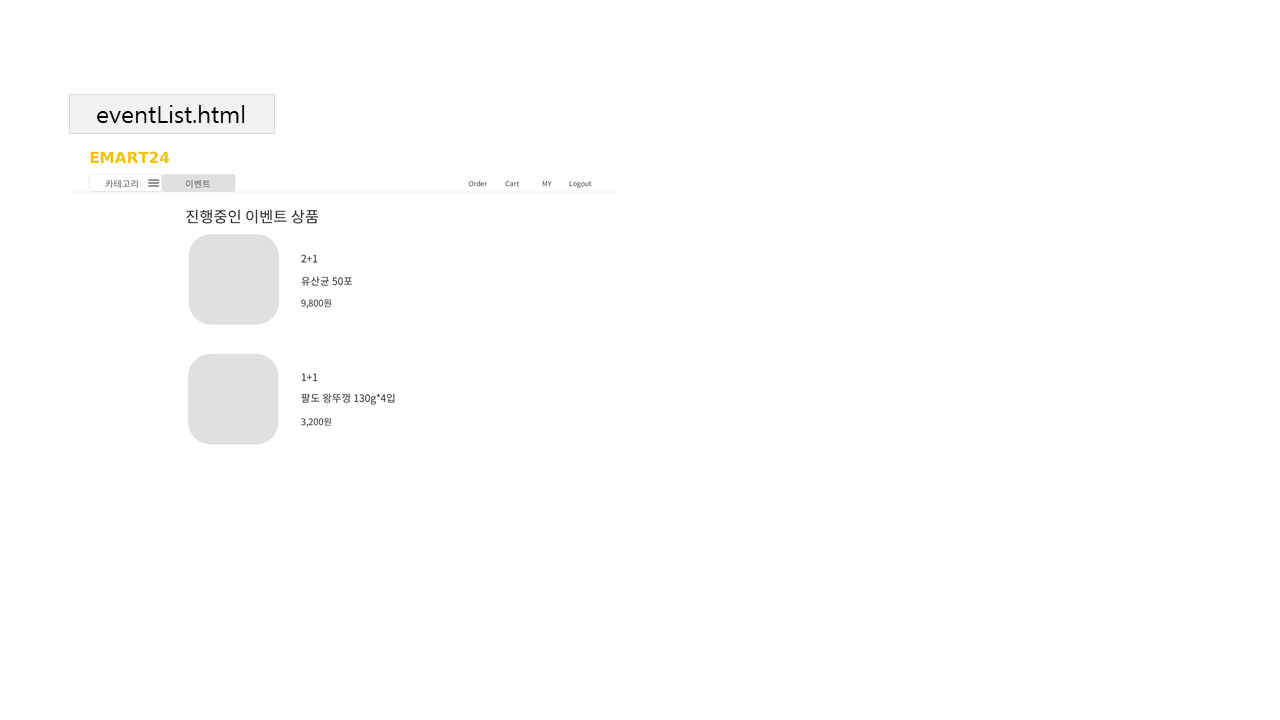 eventList.html
EMART24
카테고리 이벤트 Order Cart MY Logout
진행중인 이벤트 상품
2+1
유산균 50포
9,800원
1+1
팔도 왕뚜껑 130g*4입
3,200원